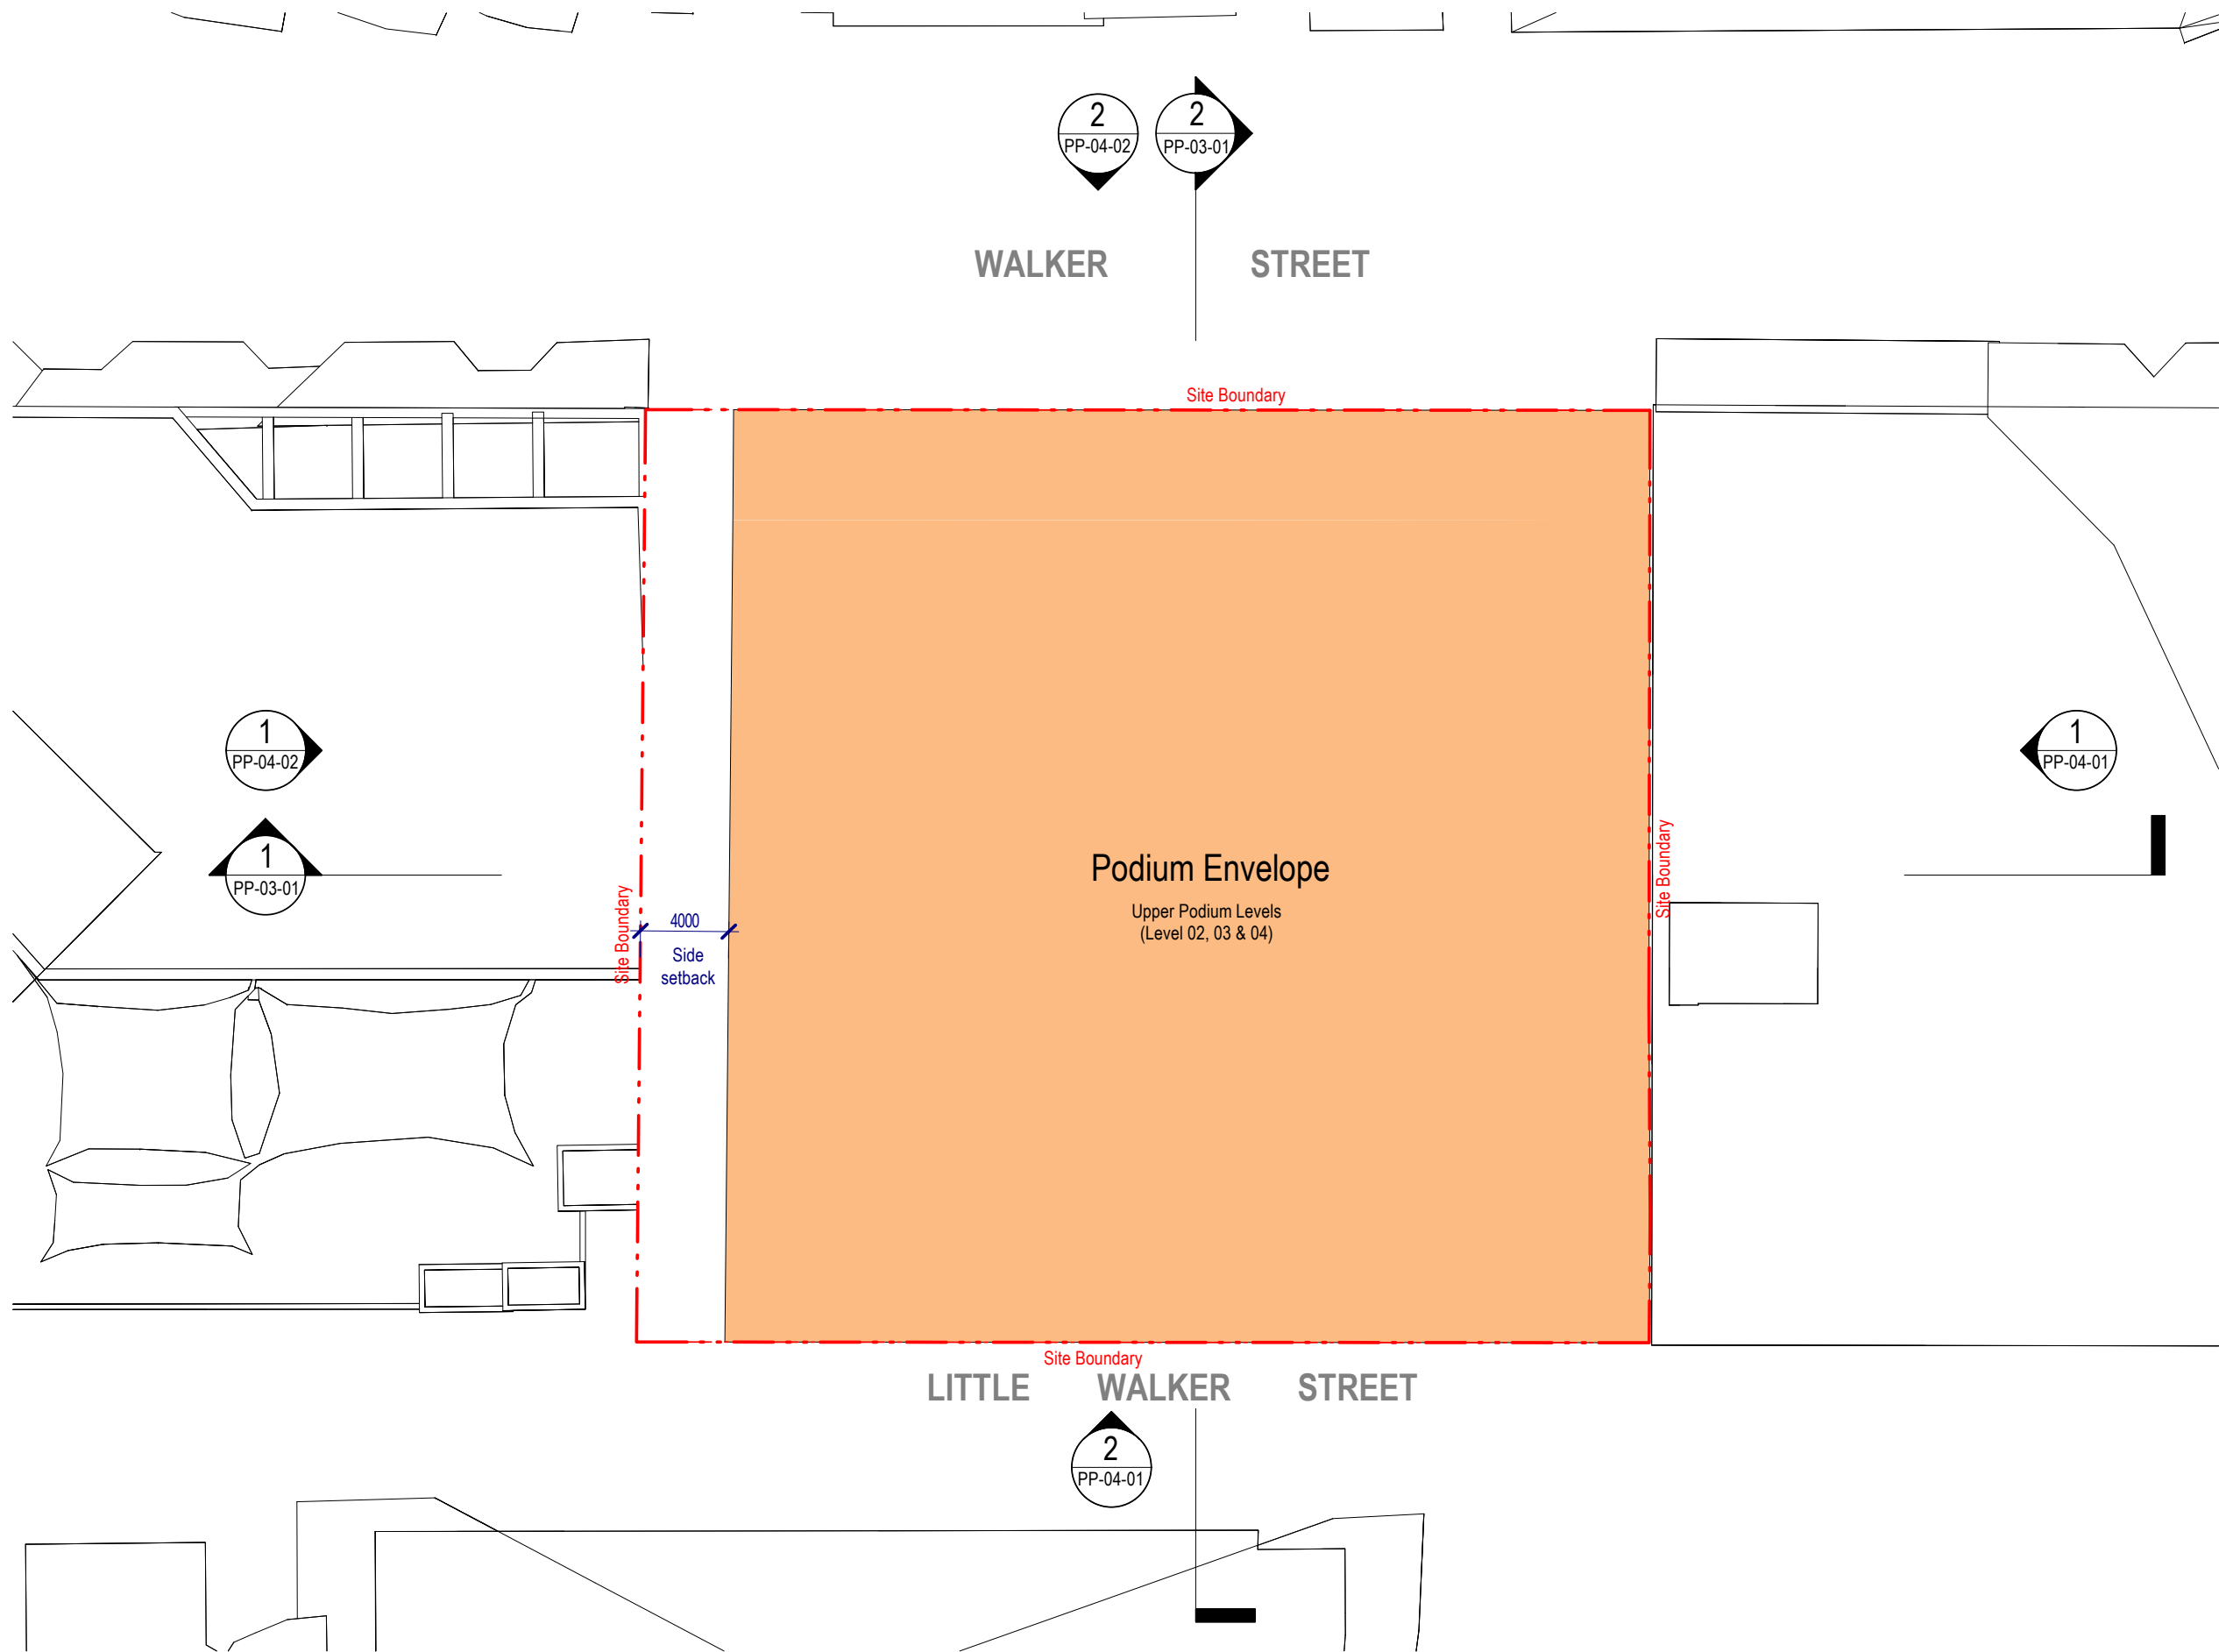 2
PP-04-02
2
PP-03-01
WALKER STREET
Site Boundary
1
PP-04-02
1
PP-04-01
1
PP-03-01
Site Boundary
Site Boundary
Podium Envelope
Upper Podium Levels
(Level 02, 03 & 04)
4000
Side
setback
Site Boundary
LITTLE WALKER STREET
2
PP-04-01